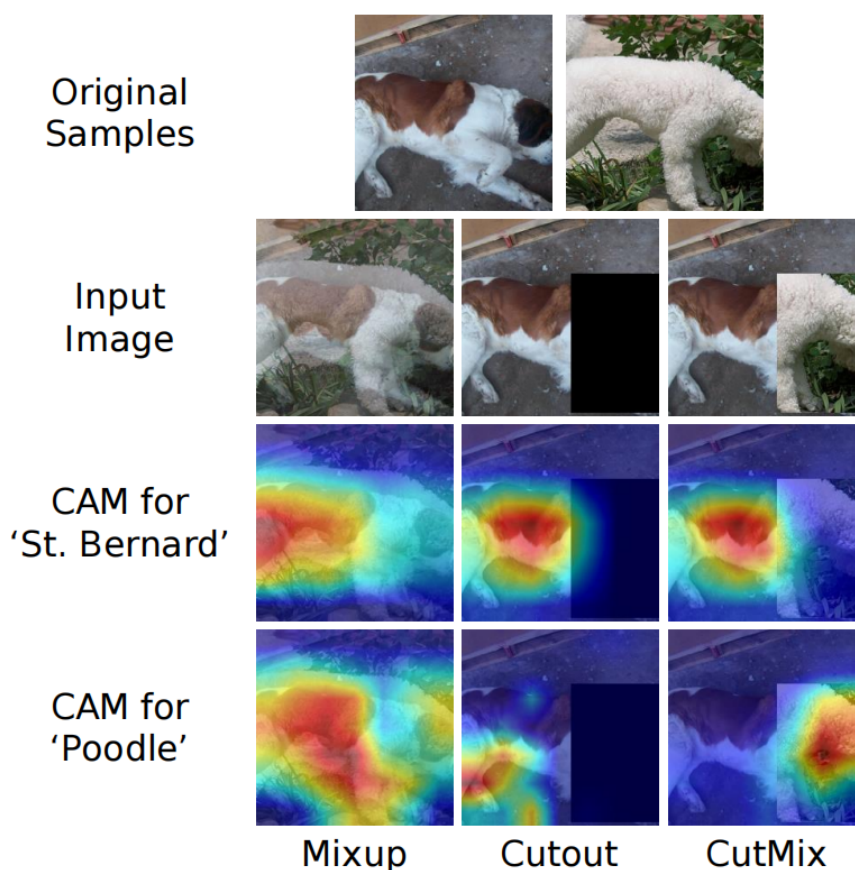 Original
Samples
Input
Image
CAM for
‘St. Bernard’
CAM for
‘Poodle’
Mixup Cutout CutMix